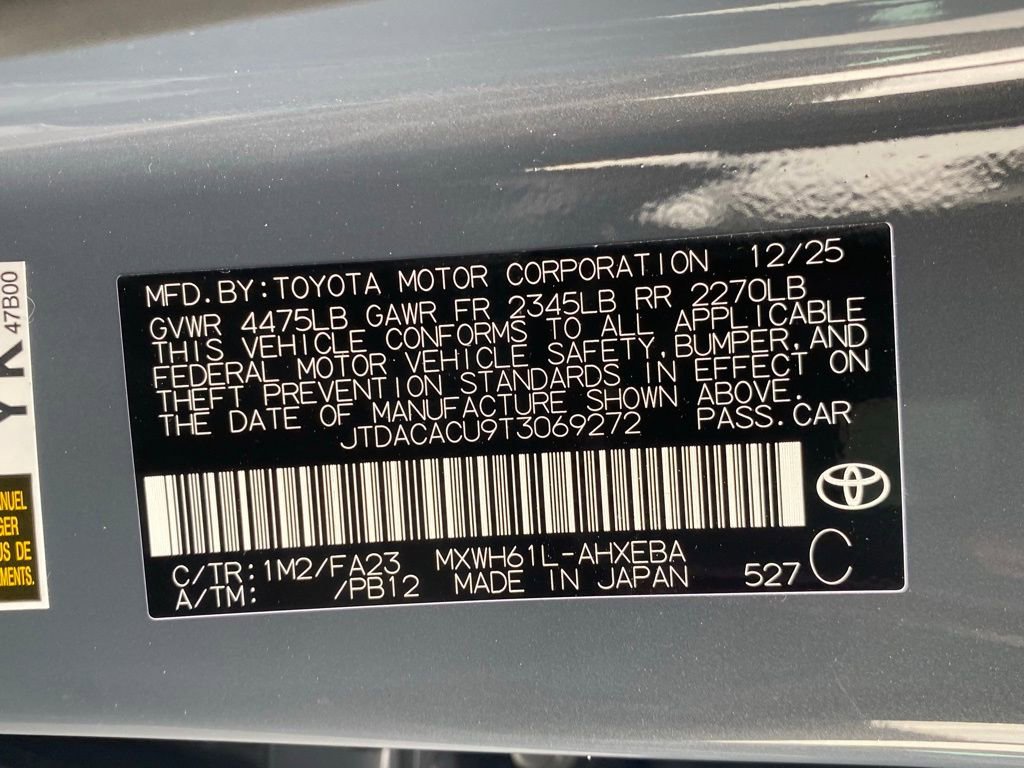 MFD.BY:TOYOTA MOTOR CORPORATION 12/25
GVWR 4475LB GAWR FR 2345LB RR 2270LB
THIS VEHICLE CONFORMS TO ALL APPLICABLE
FEDERAL MOTOR VEHICLE SAFETY,BUMPER,AND
THEFT PREVENTION STANDARDS IN EFFECT ON
THE DATE OF MANUFACTURE SHOWN ABOVE.
JTDACACU9T3069272 PASS.CAR
C/TR:1M2/FA23 MXWH61L-AHXEBA
A/TM: /PB12 MADE IN JAPAN 527 C
47B00